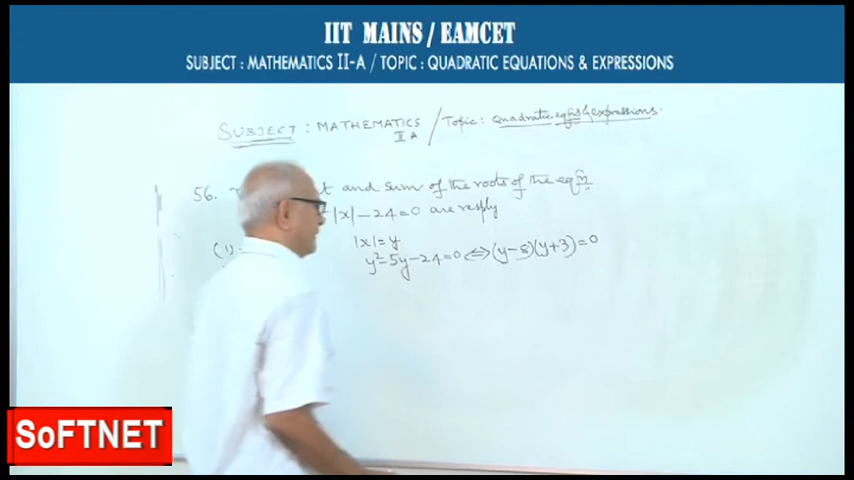 IIT MAINS / EAMCET
SUBJECT : MATHEMATICS II-A / TOPIC : QUADRATIC EQUATIONS & EXPRESSIONS
SUBJECT : MATHEMATICS II A / Topic: Quadratic eqns & expressions.
56. and sum of the roots of the eqn
|x| - 24 = 0 are resply
(1)
|x| = y
y² - 5y - 24 = 0 ⇔ (y - 8)(y + 3) = 0
SoFTNET